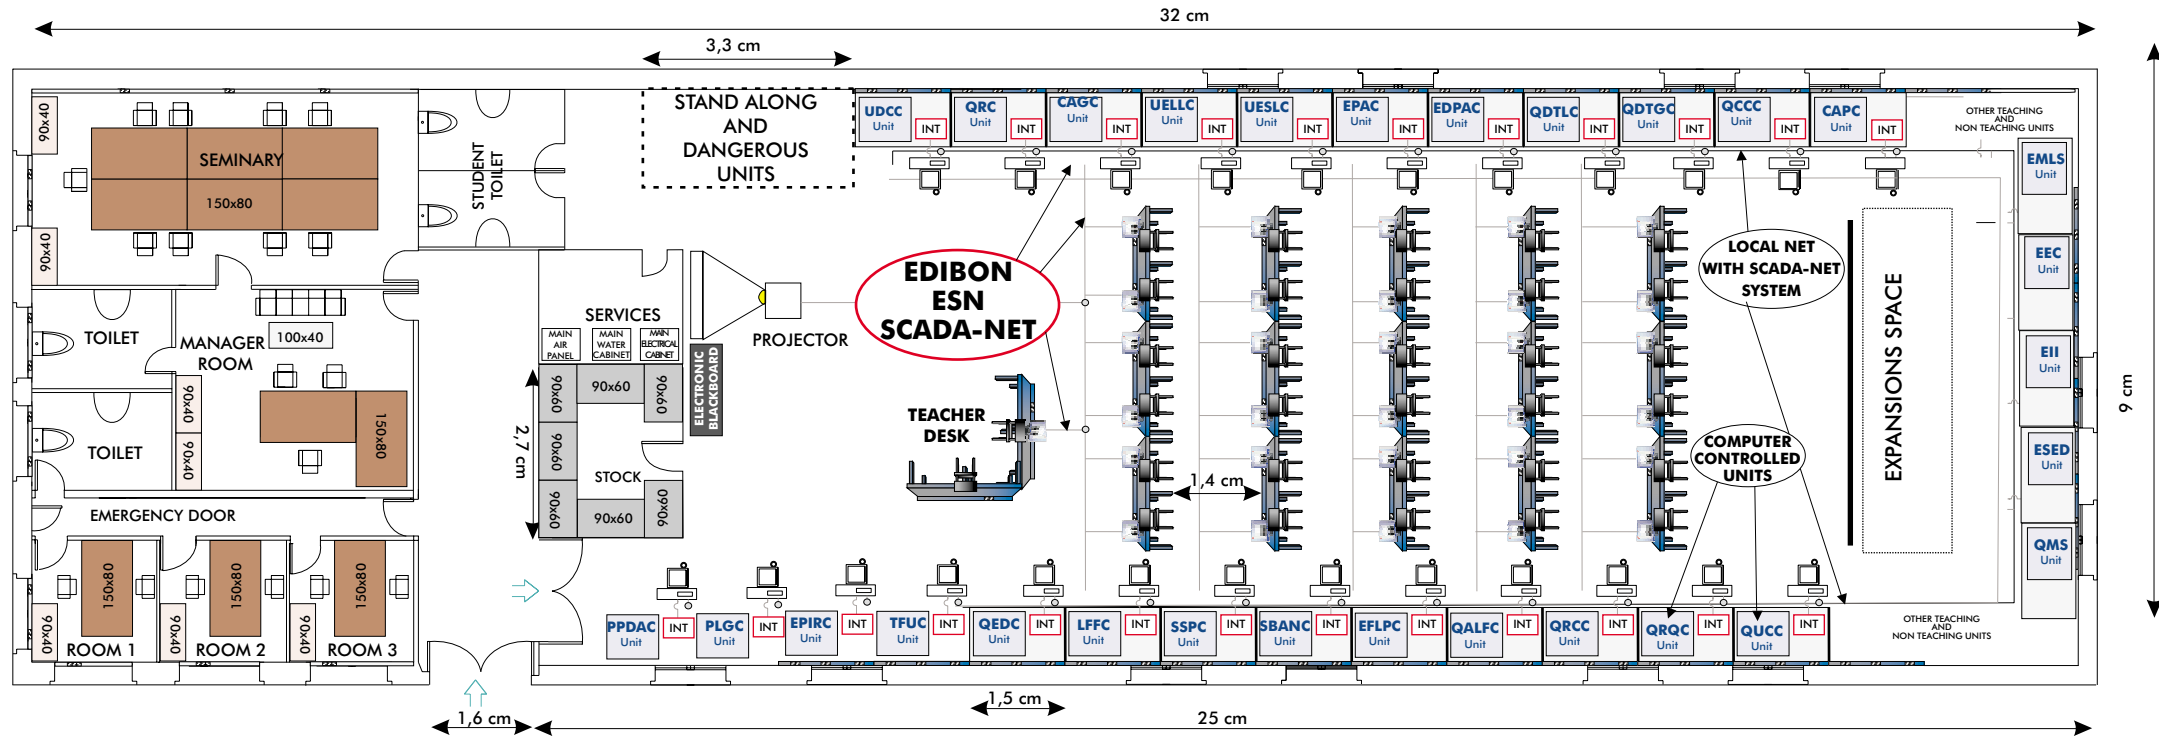 32 cm
3,3 cm
STAND ALONG
AND
DANGEROUS
UNITS
UDCC
Unit
INT
QRC
Unit
INT
CAGC
Unit
INT
UELLC
Unit
INT
UESLC
Unit
INT
EPAC
Unit
INT
EDPAC
Unit
INT
QDTLC
Unit
INT
QDTGC
Unit
INT
QCCC
Unit
INT
CAPC
Unit
INT
OTHER TEACHING
AND
NON TEACHING UNITS
90x40
SEMINARY
150x80
90x40
STUDENT
TOILET
EMLS
Unit
EEC
Unit
EII
Unit
ESED
Unit
QMS
Unit
9 cm
EDIBON
ESN
SCADA-NET
LOCAL NET
WITH SCADA-NET
SYSTEM
EXPANSIONS SPACE
COMPUTER
CONTROLLED
UNITS
TOILET
MANAGER
ROOM
100x40
90x40
90x40
150x80
TOILET
SERVICES
MAIN
AIR
PANEL
MAIN
WATER
CABINET
MAIN
ELECTRICAL
CABINET
PROJECTOR
ELECTRONIC
BLACKBOARD
90x60
90x60
90x60
90x60
90x60
90x60
90x60
STOCK
2,7 cm
TEACHER
DESK
1,4 cm
EMERGENCY DOOR
150x80
90x40
ROOM 1
150x80
90x40
ROOM 2
150x80
90x40
ROOM 3
PPDAC
Unit
INT
PLGC
Unit
INT
EPIRC
Unit
INT
TFUC
Unit
INT
QEDC
Unit
INT
LFFC
Unit
INT
SSPC
Unit
INT
SBANC
Unit
INT
EFLPC
Unit
INT
QALFC
Unit
INT
QRCC
Unit
INT
QRQC
Unit
INT
QUCC
Unit
INT
OTHER TEACHING
AND
NON TEACHING UNITS
1,6 cm
1,5 cm
25 cm